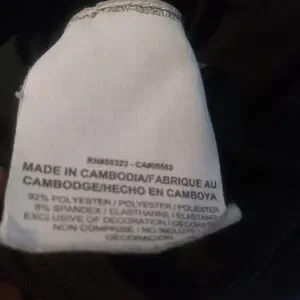 RN#56323 - CA#05553
MADE IN CAMBODIA/FABRIQUE AU
CAMBODGE/HECHO EN CAMBOYA
92% POLYESTER / POLYESTER / POLIESTER
8% SPANDEX / ELASTHANNE / ELASTANO
EXCLUSIVE OF DECORATION / DECORATION
NON COMPRISE / NO INCLUYE LA
DECORACION